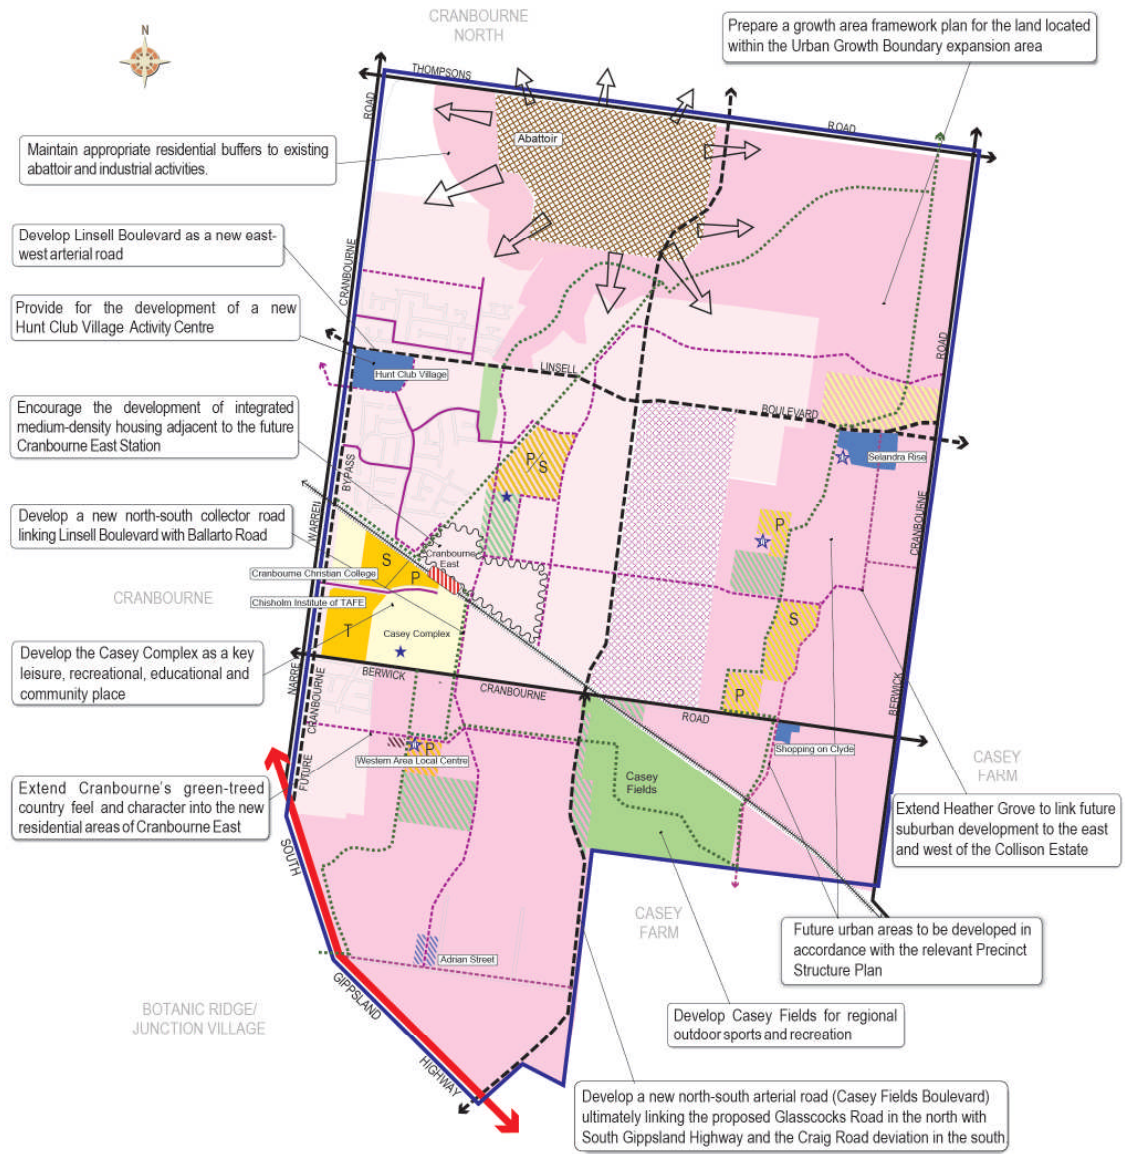 CRANBOURNE
NORTH
N
Prepare a growth area framework plan for the land located
within the Urban Growth Boundary expansion area
THOMPSONS
ROAD
ROAD
Abattoir
Maintain appropriate residential buffers to existing
abattoir and industrial activities.
Develop Linsell Boulevard as a new east-
west arterial road
CRANBOURNE
Provide for the development of a new
Hunt Club Village Activity Centre
ROAD
LINSELL
Hunt Club Village
Encourage the development of integrated
medium-density housing adjacent to the future
Cranbourne East Station
BOULEVARD
Selandra Rise
P/S
BYPASS
Develop a new north-south collector road
linking Linsell Boulevard with Ballarto Road
WARREN
CRANBOURNE
P
Cranbourne
East
S
P
Cranbourne Christian College
CRANBOURNE
Chisholm Institute of TAFE
T
Casey Complex
S
Develop the Casey Complex as a key
leisure, recreational, educational and
community place
NARRE
BERWICK
CRANBOURNE
ROAD
P
BERWICK
CRANBOURNE
FUTURE
P
Western Area Local Centre
Shopping on Clyde
CASEY
FARM
Casey
Fields
Extend Cranbourne's green-treed
country feel and character into the new
residential areas of Cranbourne East
Extend Heather Grove to link future
suburban development to the east
and west of the Collison Estate
SOUTH
CASEY
FARM
Future urban areas to be developed in
accordance with the relevant Precinct
Structure Plan
Adrian Street
GIPPSLAND
BOTANIC RIDGE/
JUNCTION VILLAGE
Develop Casey Fields for regional
outdoor sports and recreation
HIGHWAY
Develop a new north-south arterial road (Casey Fields Boulevard)
ultimately linking the proposed Glasscocks Road in the north with
South Gippsland Highway and the Craig Road deviation in the south.